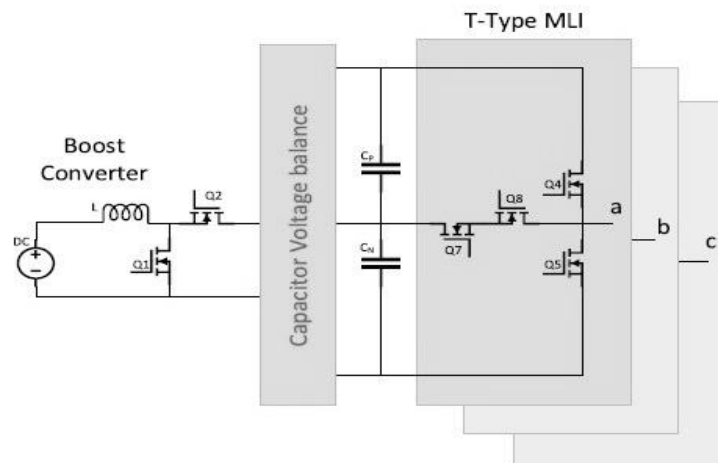 T-Type MLI
Boost
Converter
Capacitor Voltage balance
DC
L
Q1
Q2
CP
CN
Q7
Q8
Q4
Q5
a
b
c